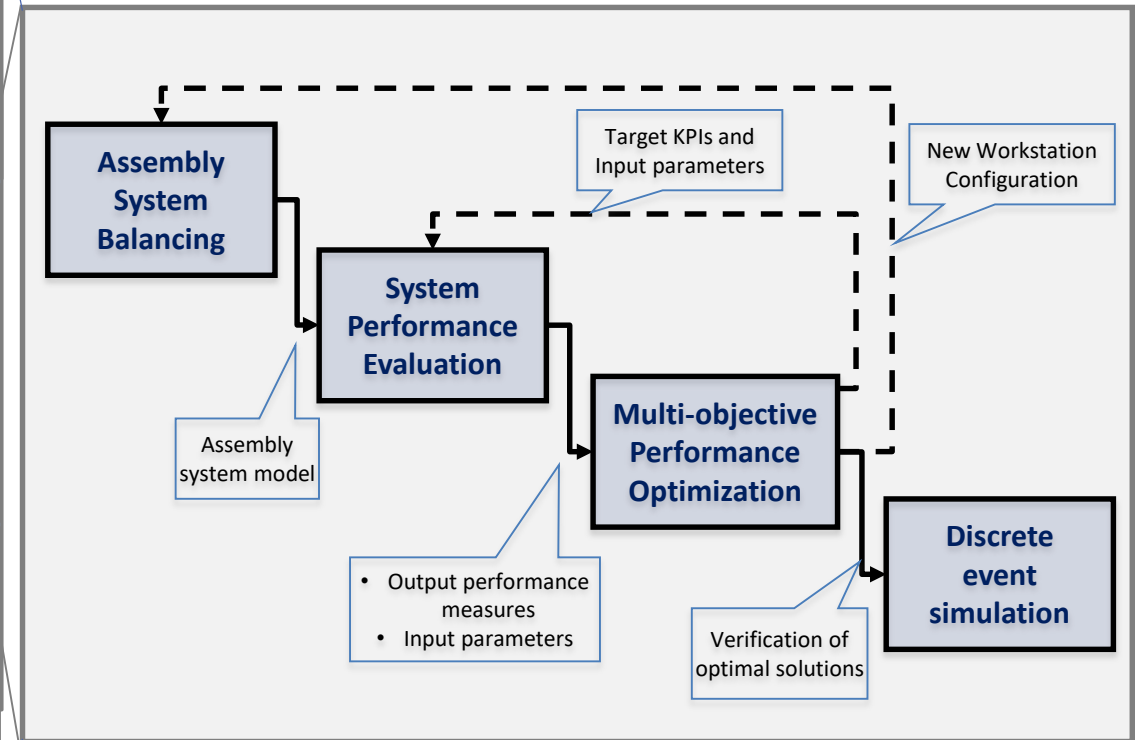 Assembly
System
Balancing
Target KPIs and
Input parameters
New Workstation
Configuration
System
Performance
Evaluation
Assembly
system model
Multi-objective
Performance
Optimization
• Output performance
measures
• Input parameters
Discrete
event
simulation
Verification of
optimal solutions